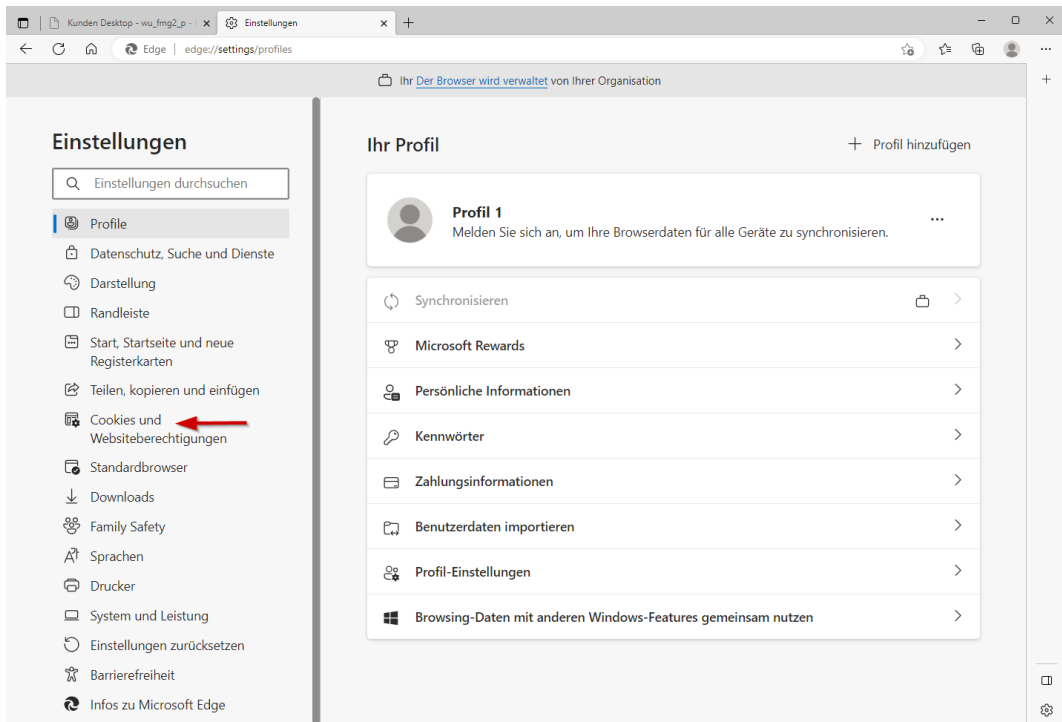 Kunden Desktop - wu_fmg2_p -
Einstellungen
Edge | edge://settings/profiles
Ihr Der Browser wird verwaltet von Ihrer Organisation
Einstellungen
Einstellungen durchsuchen
Profile
Datenschutz, Suche und Dienste
Darstellung
Randleiste
Start, Startseite und neue
Registerkarten
Teilen, kopieren und einfügen
Cookies und
Websiteberechtigungen
Standardbrowser
Downloads
Family Safety
Sprachen
Drucker
System und Leistung
Einstellungen zurücksetzen
Barrierefreiheit
Infos zu Microsoft Edge
Ihr Profil
Profil hinzufügen
Profil 1
Melden Sie sich an, um Ihre Browserdaten für alle Geräte zu synchronisieren.
Synchronisieren
Microsoft Rewards
Persönliche Informationen
Kennwörter
Zahlungsinformationen
Benutzerdaten importieren
Profil-Einstellungen
Browsing-Daten mit anderen Windows-Features gemeinsam nutzen